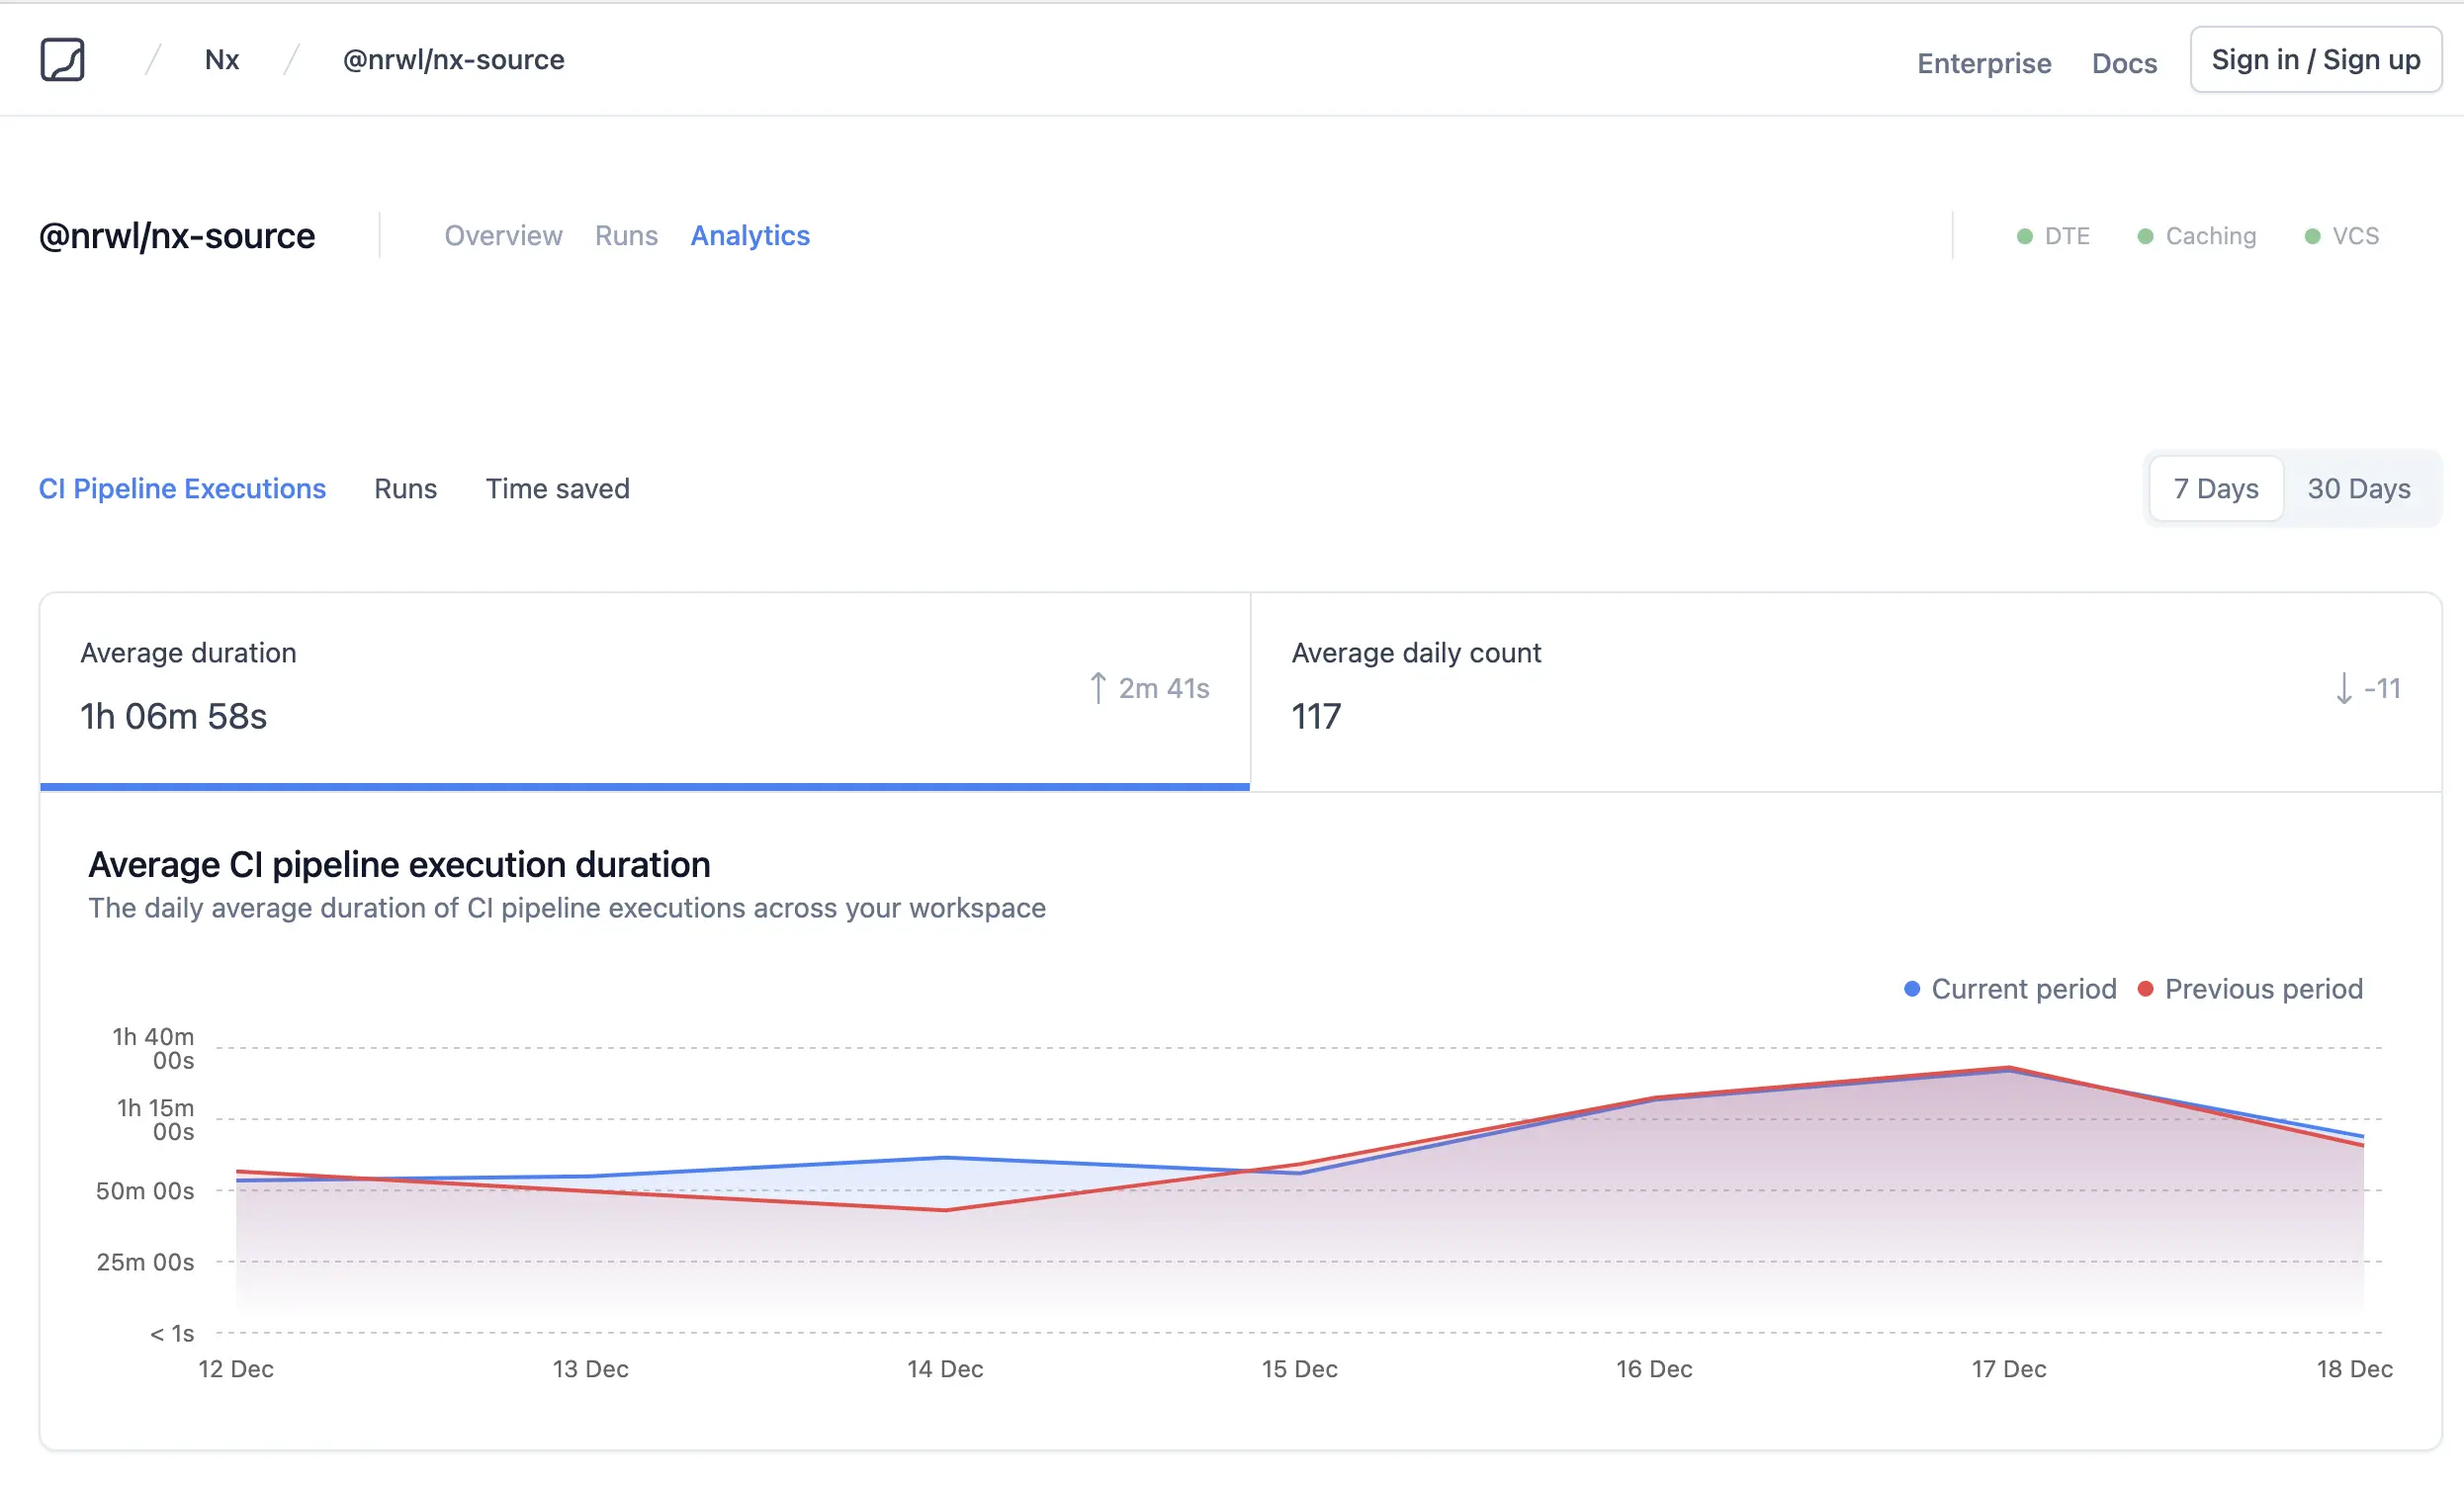 / Nx / @nrwl/nx-source
Enterprise Docs Sign in / Sign up
@nrwl/nx-source
Overview Runs Analytics
DTE Caching VCS
CI Pipeline Executions Runs Time saved
7 Days 30 Days
Average duration
1h 06m 58s
↑ 2m 41s
Average daily count
117
↓ -11
Average CI pipeline execution duration
The daily average duration of CI pipeline executions across your workspace
Current period Previous period
1h 40m
00s
1h 15m
00s
50m 00s
25m 00s
< 1s
12 Dec 13 Dec 14 Dec 15 Dec 16 Dec 17 Dec 18 Dec